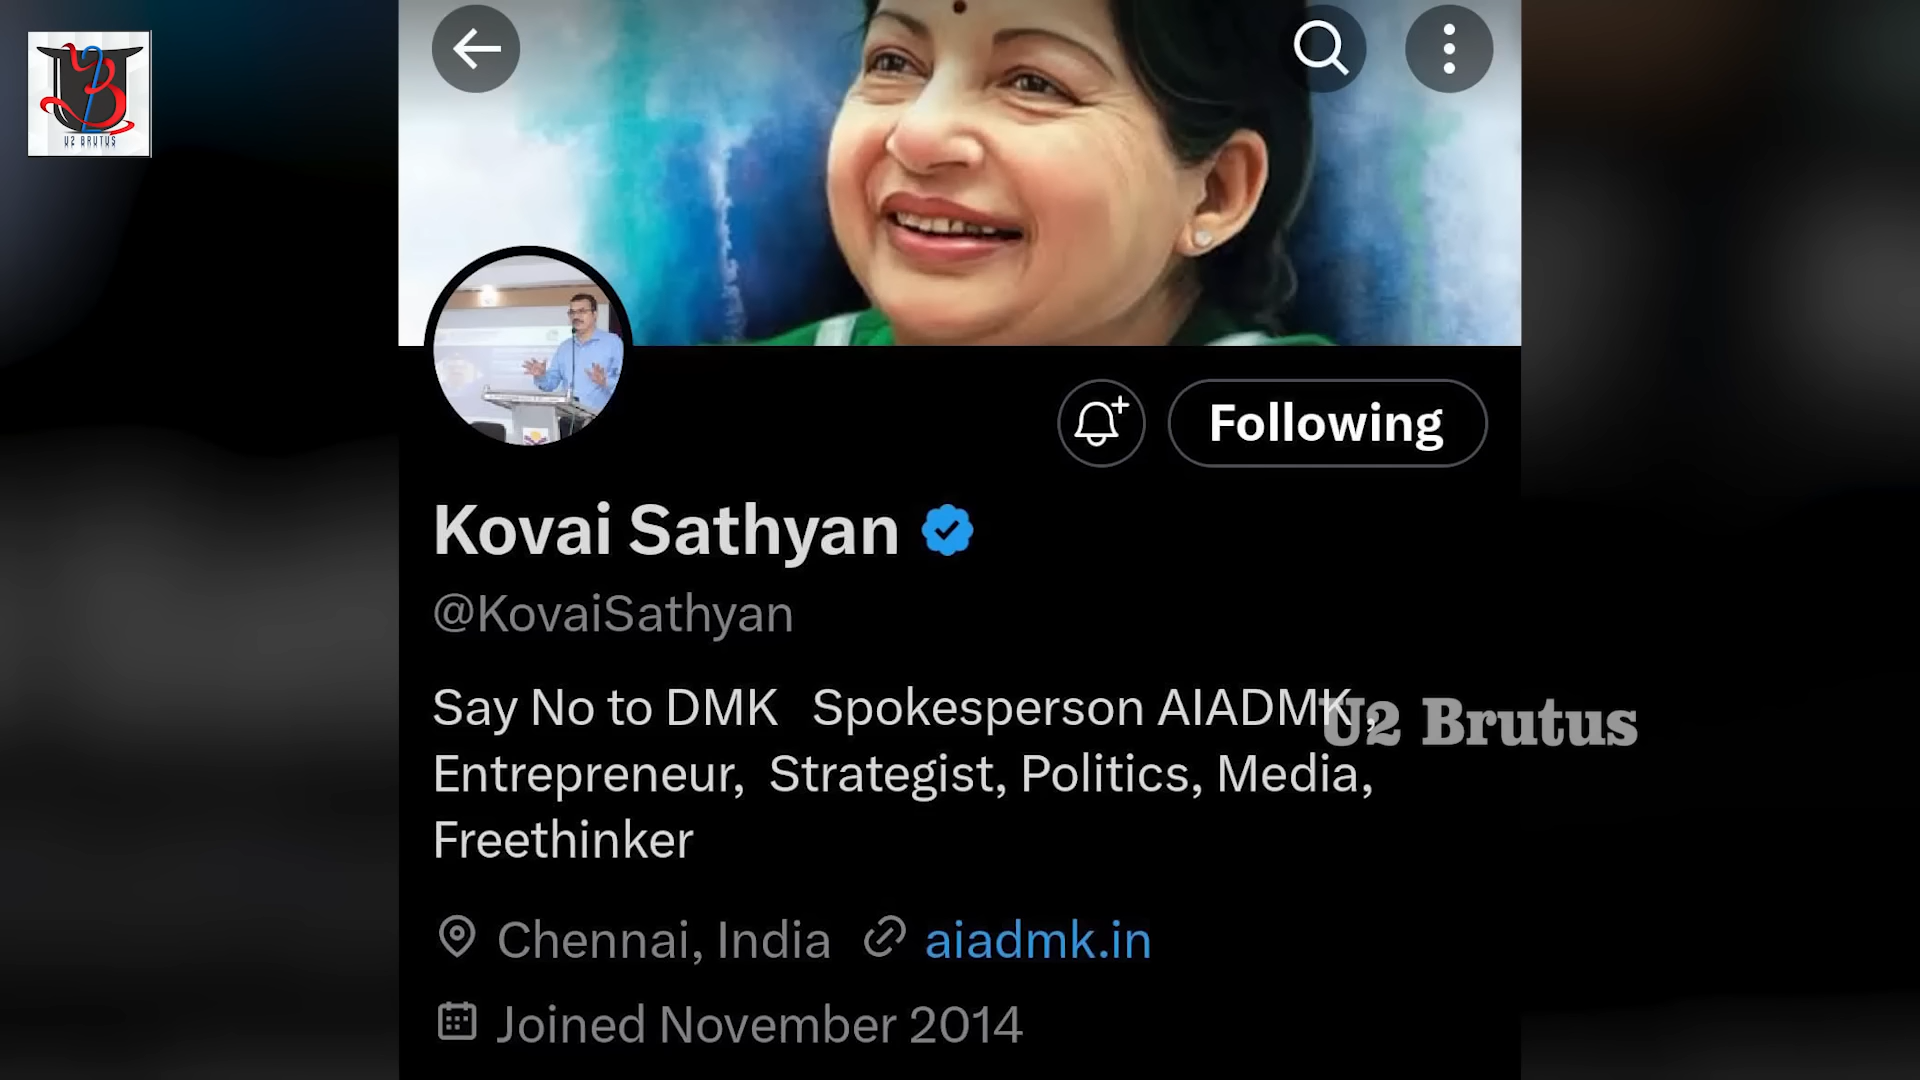 U2 BRUTUS
Following
Kovai Sathyan
@KovaiSathyan
Say No to DMK Spokesperson AIADMK,
U2 Brutus
Entrepreneur, Strategist, Politics, Media,
Freethinker
Chennai, India aiadmk.in
Joined November 2014